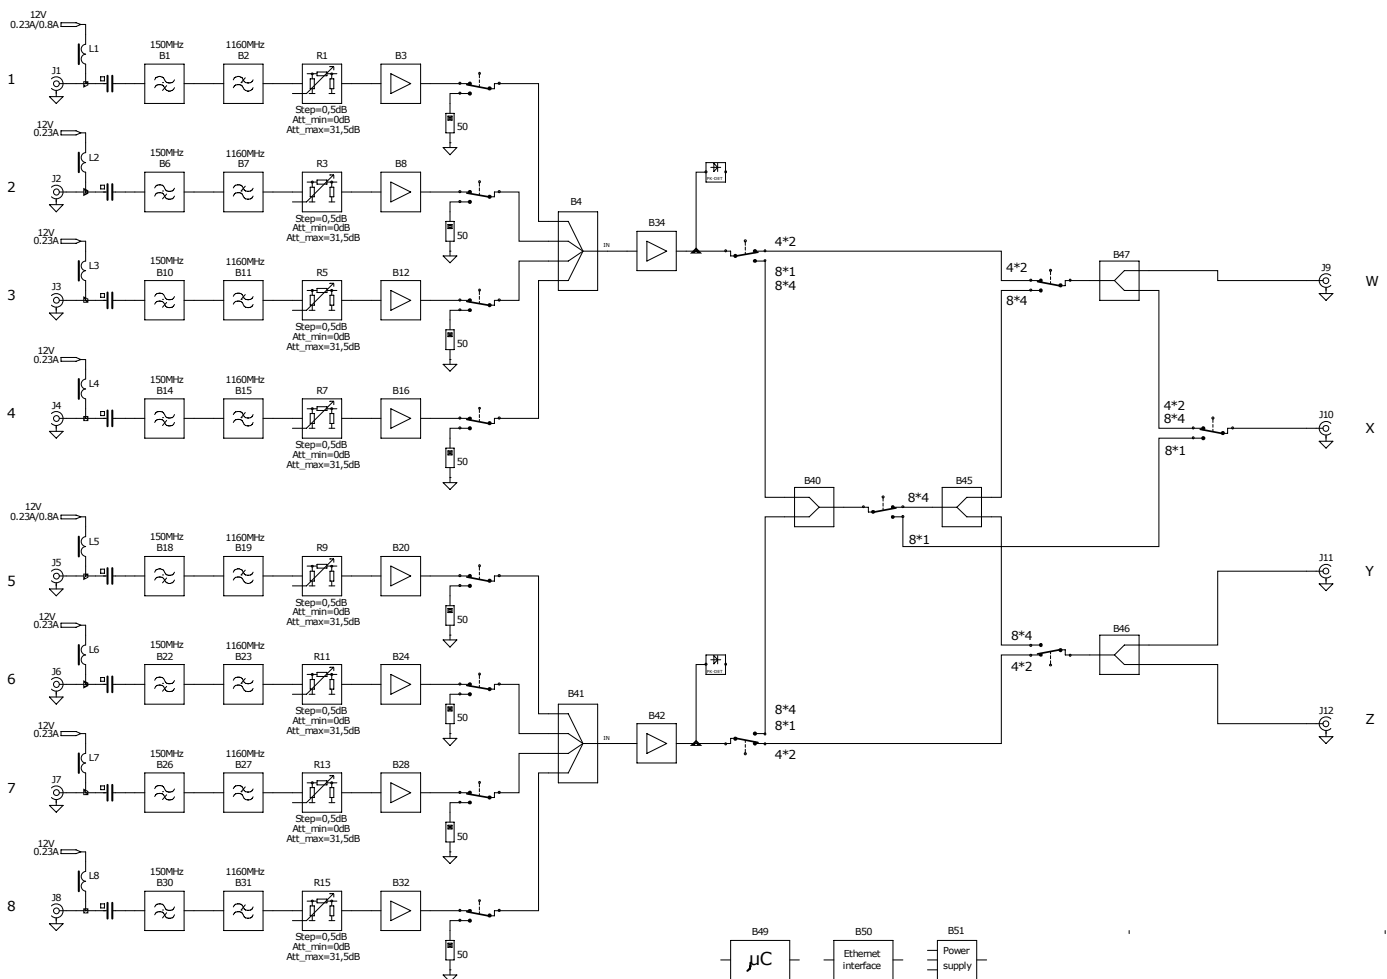 12V
0.23A/0.8A
L1
150MHz
B1
1160MHz
B2
R1
B3
1
J1
Step=0,5dB
Att_min=0dB
Att_max=31,5dB
50
12V
0.23A
L2
150MHz
B6
1160MHz
B7
R3
B8
2
J2
Step=0,5dB
Att_min=0dB
Att_max=31,5dB
50
12V
0.23A
L3
150MHz
B10
1160MHz
B11
R5
B12
3
J3
Step=0,5dB
Att_min=0dB
Att_max=31,5dB
50
12V
0.23A
L4
150MHz
B14
1160MHz
B15
R7
B16
4
J4
Step=0,5dB
Att_min=0dB
Att_max=31,5dB
50
B4
IN
B34
PK-DET
4*2
8*1
8*4
4*2
8*4
B47
J9
W
4*2
8*4
8*1
J10
X
B40
8*4
8*1
B45
12V
0.23A/0.8A
L5
150MHz
B18
1160MHz
B19
R9
B20
5
J5
Step=0,5dB
Att_min=0dB
Att_max=31,5dB
50
12V
0.23A
L6
150MHz
B22
1160MHz
B23
R11
B24
6
J6
Step=0,5dB
Att_min=0dB
Att_max=31,5dB
50
12V
0.23A
L7
150MHz
B26
1160MHz
B27
R13
B28
7
J7
Step=0,5dB
Att_min=0dB
Att_max=31,5dB
50
12V
0.23A
L8
150MHz
B30
1160MHz
B31
R15
B32
8
J8
Step=0,5dB
Att_min=0dB
Att_max=31,5dB
50
B41
IN
B42
PK-DET
8*4
8*1
4*2
8*4
4*2
B46
J11
Y
J12
Z
B49
µC
B50
Ethernet
interface
B51
Power
supply